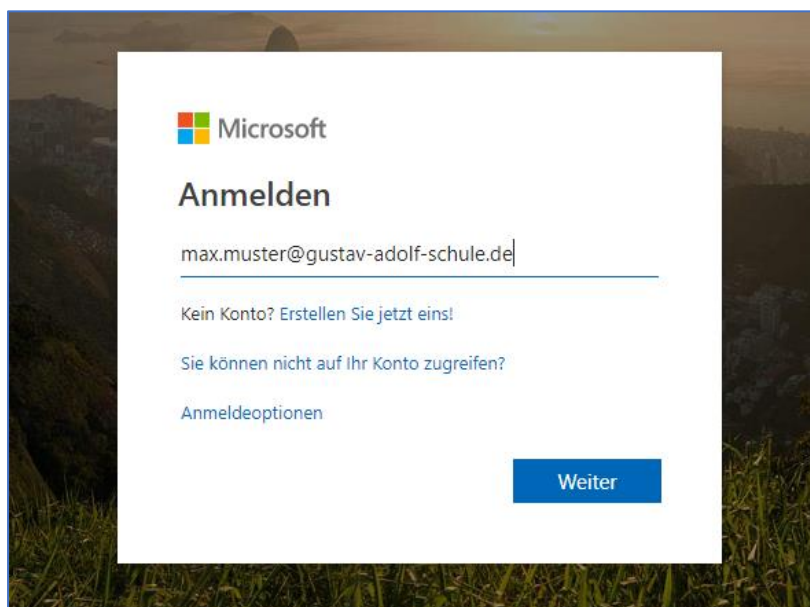 Microsoft
Anmelden
max.muster@gustav-adolf-schule.de
Kein Konto? Erstellen Sie jetzt eins!
Sie können nicht auf Ihr Konto zugreifen?
Anmeldeoptionen
Weiter